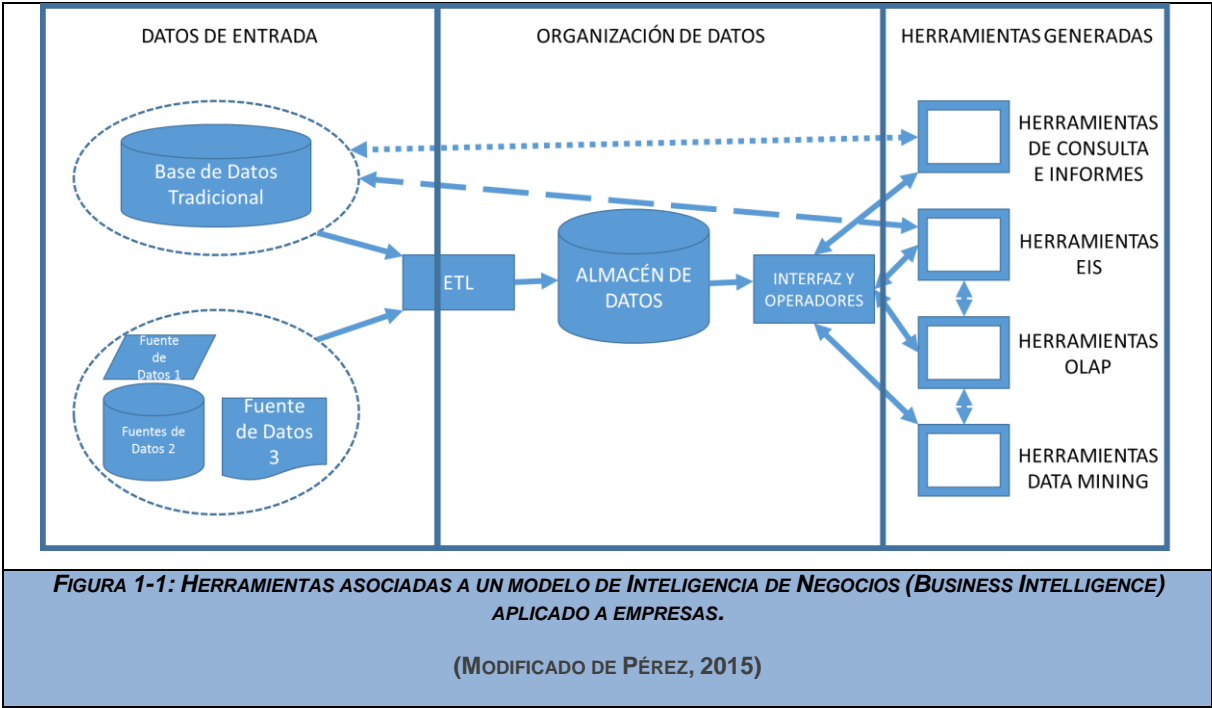 DATOS DE ENTRADA
ORGANIZACIÓN DE DATOS
HERRAMIENTAS GENERADAS
Base de Datos
Tradicional
Fuente
de
Datos 1
Fuentes de
Datos 2
Fuente
de Datos
3
ETL
ALMACÉN DE
DATOS
INTERFAZ Y
OPERADORES
HERRAMIENTAS
DE CONSULTA
E INFORMES
HERRAMIENTAS
EIS
HERRAMIENTAS
OLAP
HERRAMIENTAS
DATA MINING
FIGURA 1-1: HERRAMIENTAS ASOCIADAS A UN MODELO DE INTELIGENCIA DE NEGOCIOS (BUSINESS INTELLIGENCE)
APLICADO A EMPRESAS.
(MODIFICADO DE PÉREZ, 2015)